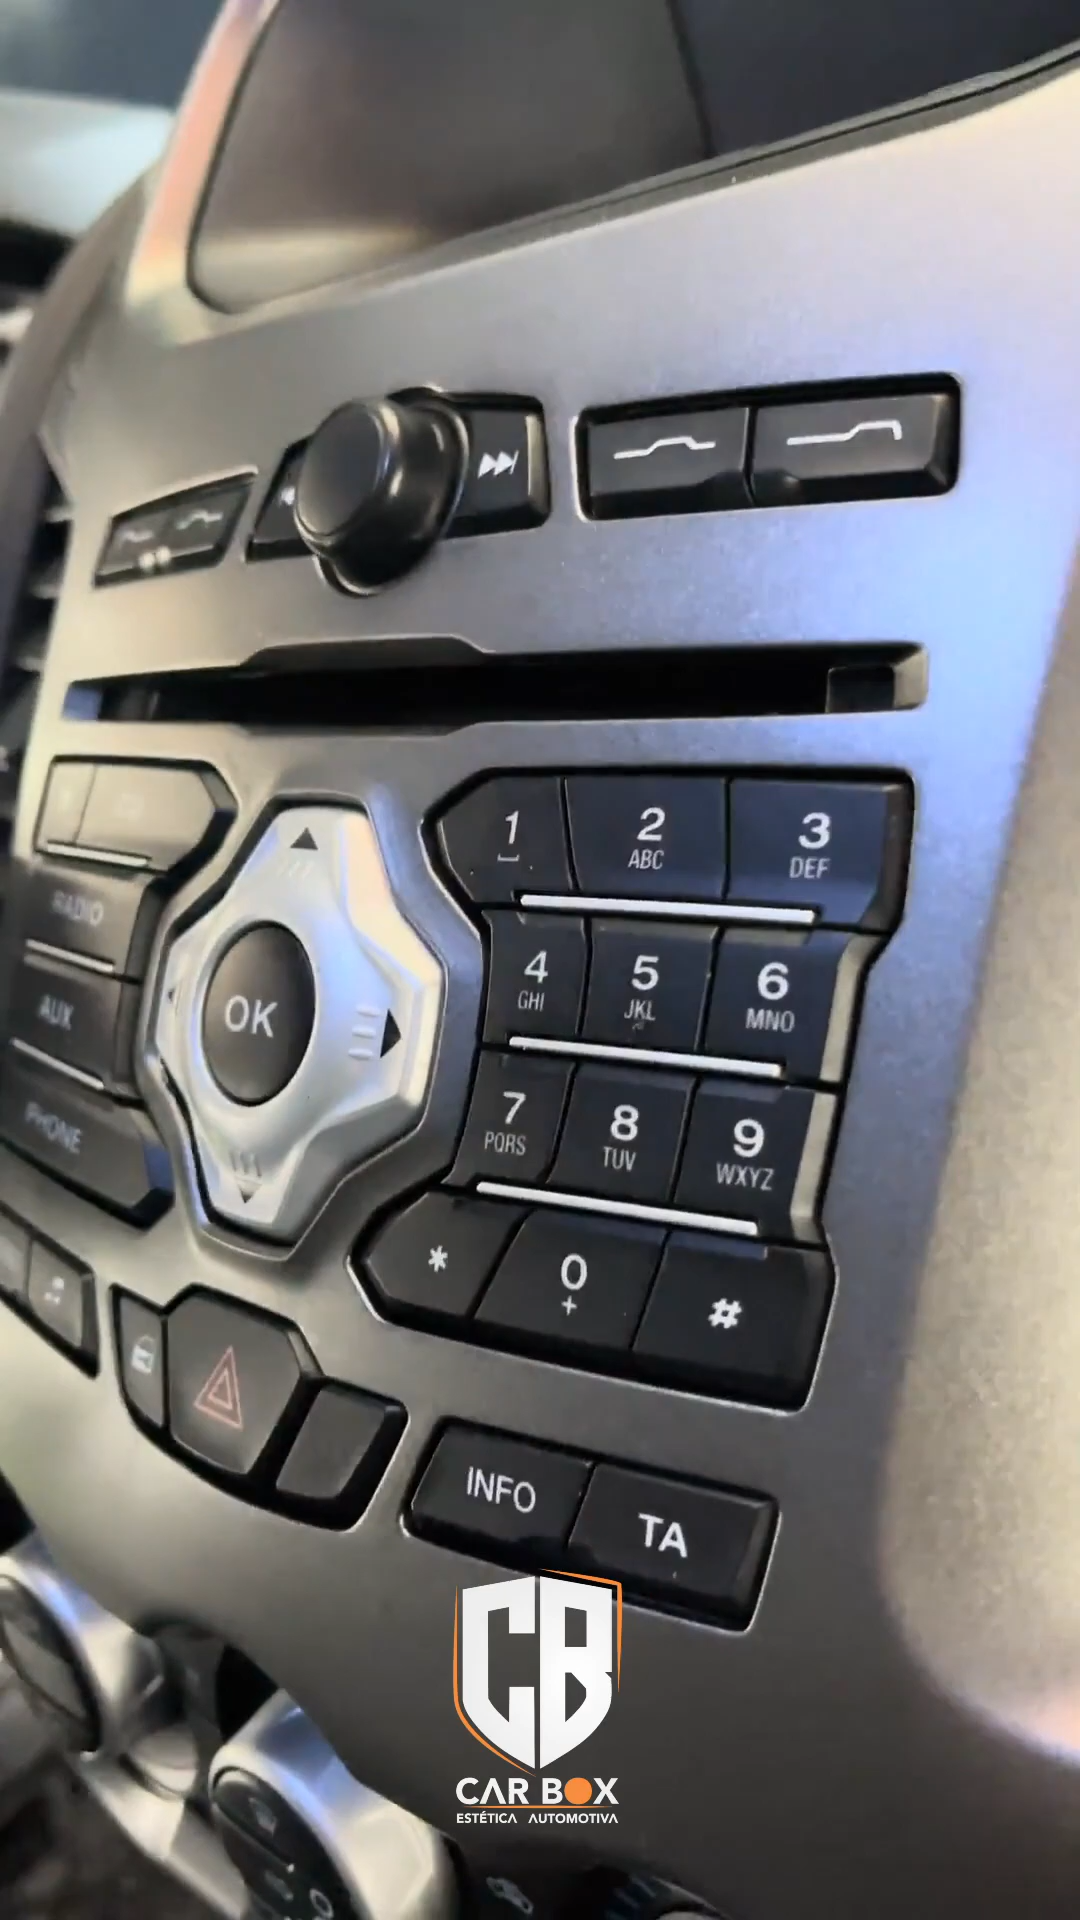 1
2
ABC
3
DEF
RADIO
4
GHI
5
JKL
6
MNO
AUX
OK
7
PQRS
8
TUV
9
WXYZ
PHONE
*
0
+
#
INFO
TA
CB
CAR BOX
ESTÉTICA AUTOMOTIVA